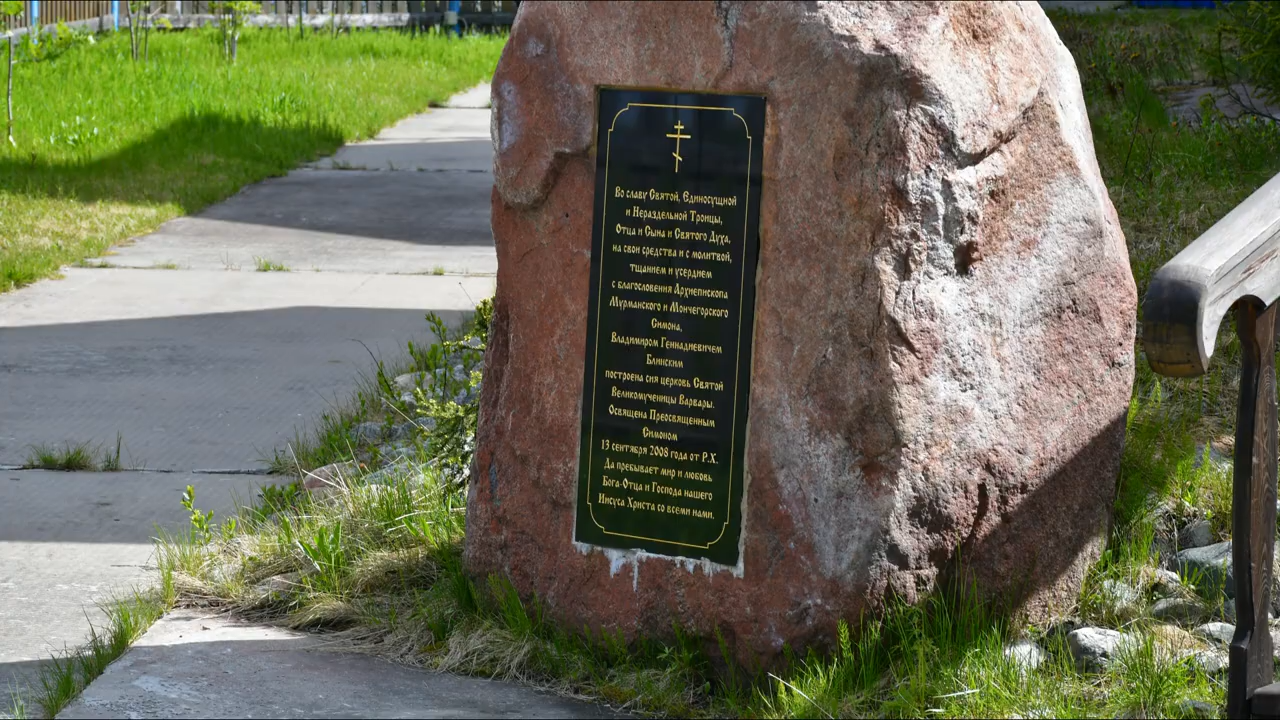 Во славу Святой, Единосущной
и Нераздельной Троицы,
Отца и Сына и Святого Духа,
на свои средства и с молитвой,
тщанием и усердием
с благословения Архиепископа
Мурманского и Мончегорского
Симона,
Владимиром Геннадиевичем
Блинским
построена сия церковь Святой
Великомученицы Варвары.
Освящена Преосвященным
Симоном
13 сентября 2008 года от Р.Х.
Да пребывает мир и любовь
Бога-Отца и Господа нашего
Иисуса Христа со всеми нами.